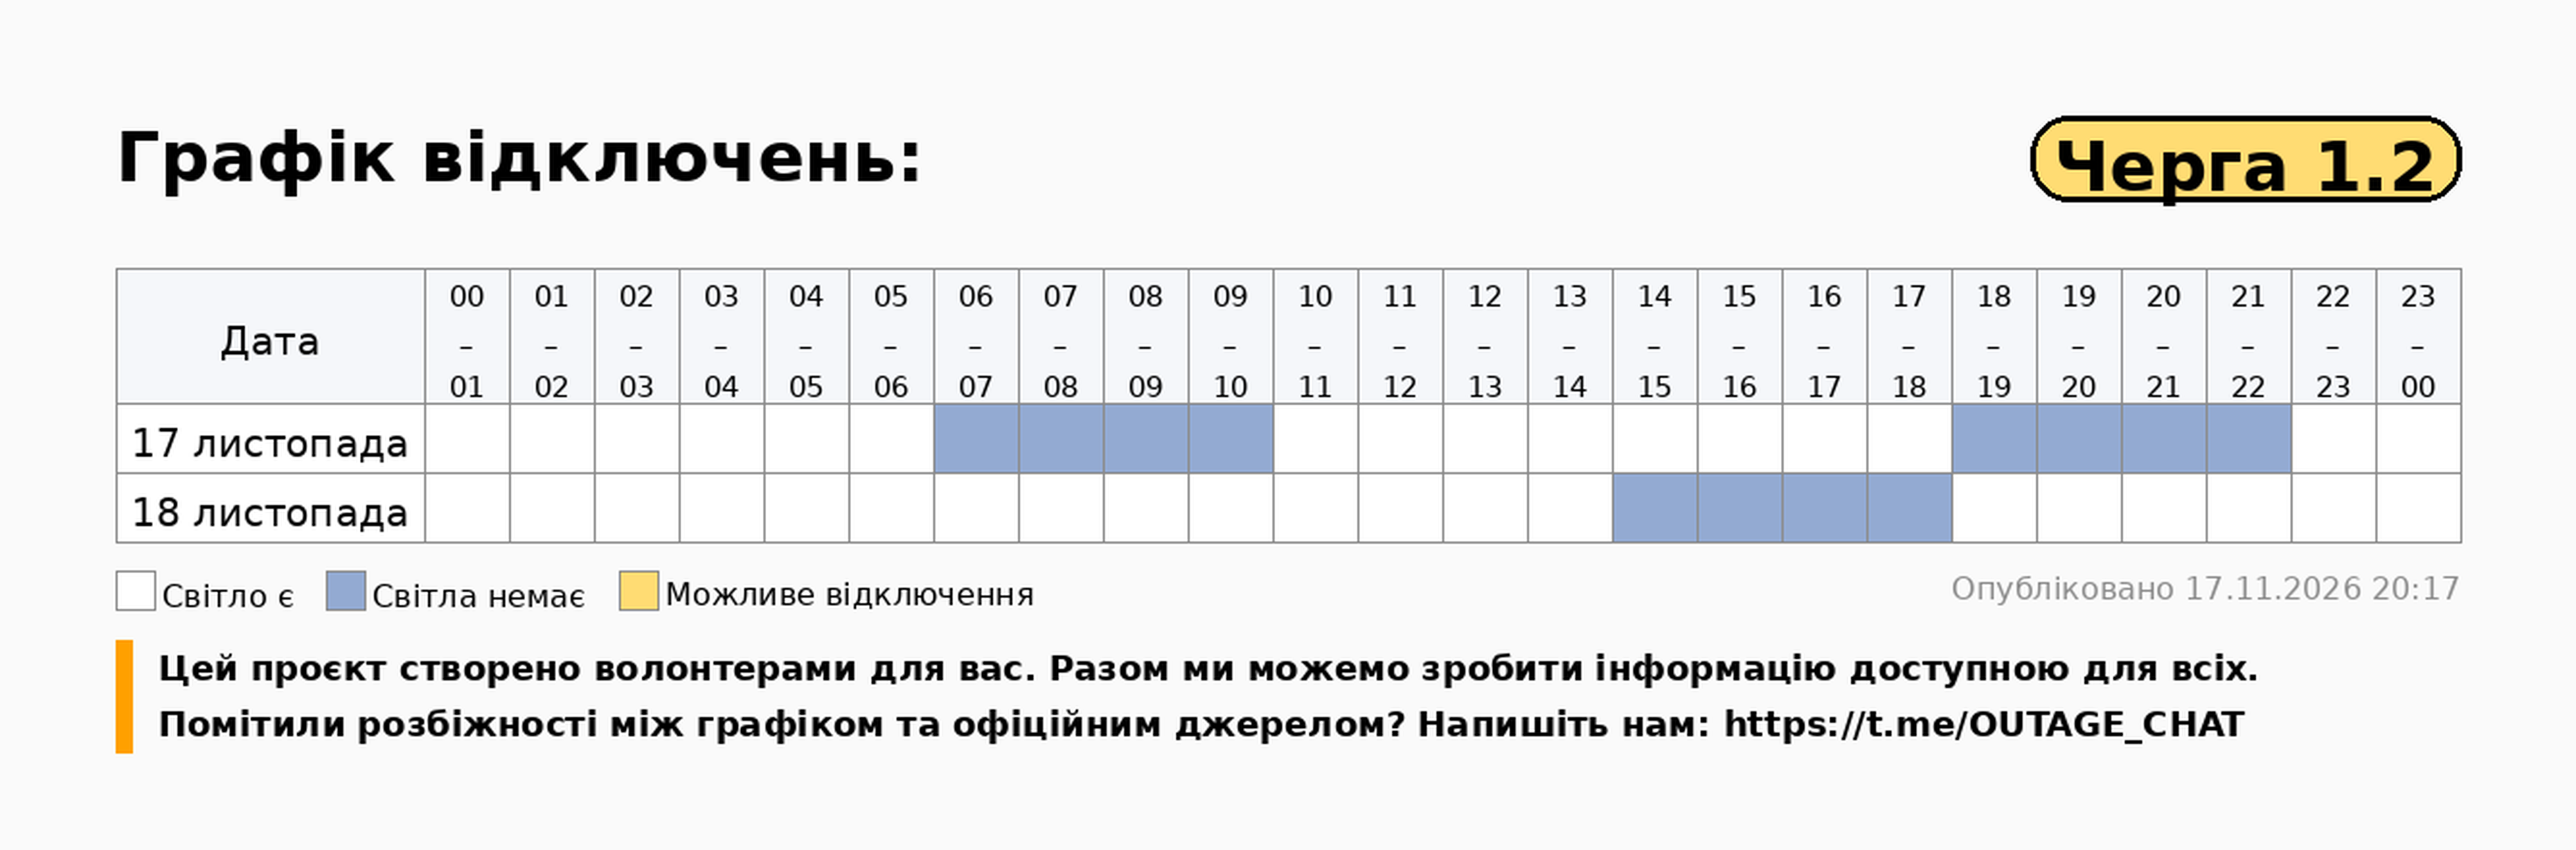 Графік відключень:
Черга 1.2
Дата 00 – 01 01 – 02 02 – 03 03 – 04 04 – 05 05 – 06 06 – 07 07 – 08 08 – 09 09 – 10 10 – 11 11 – 12 12 – 13 13 – 14 14 – 15 15 – 16 16 – 17 17 – 18 18 – 19 19 – 20 20 – 21 21 – 22 22 – 23 23 – 00
17 листопада
18 листопада
Світло є Світла немає Можливе відключення
Опубліковано 17.11.2026 20:17
Цей проєкт створено волонтерами для вас. Разом ми можемо зробити інформацію доступною для всіх.
Помітили розбіжності між графіком та офіційним джерелом? Напишіть нам: https://t.me/OUTAGE_CHAT